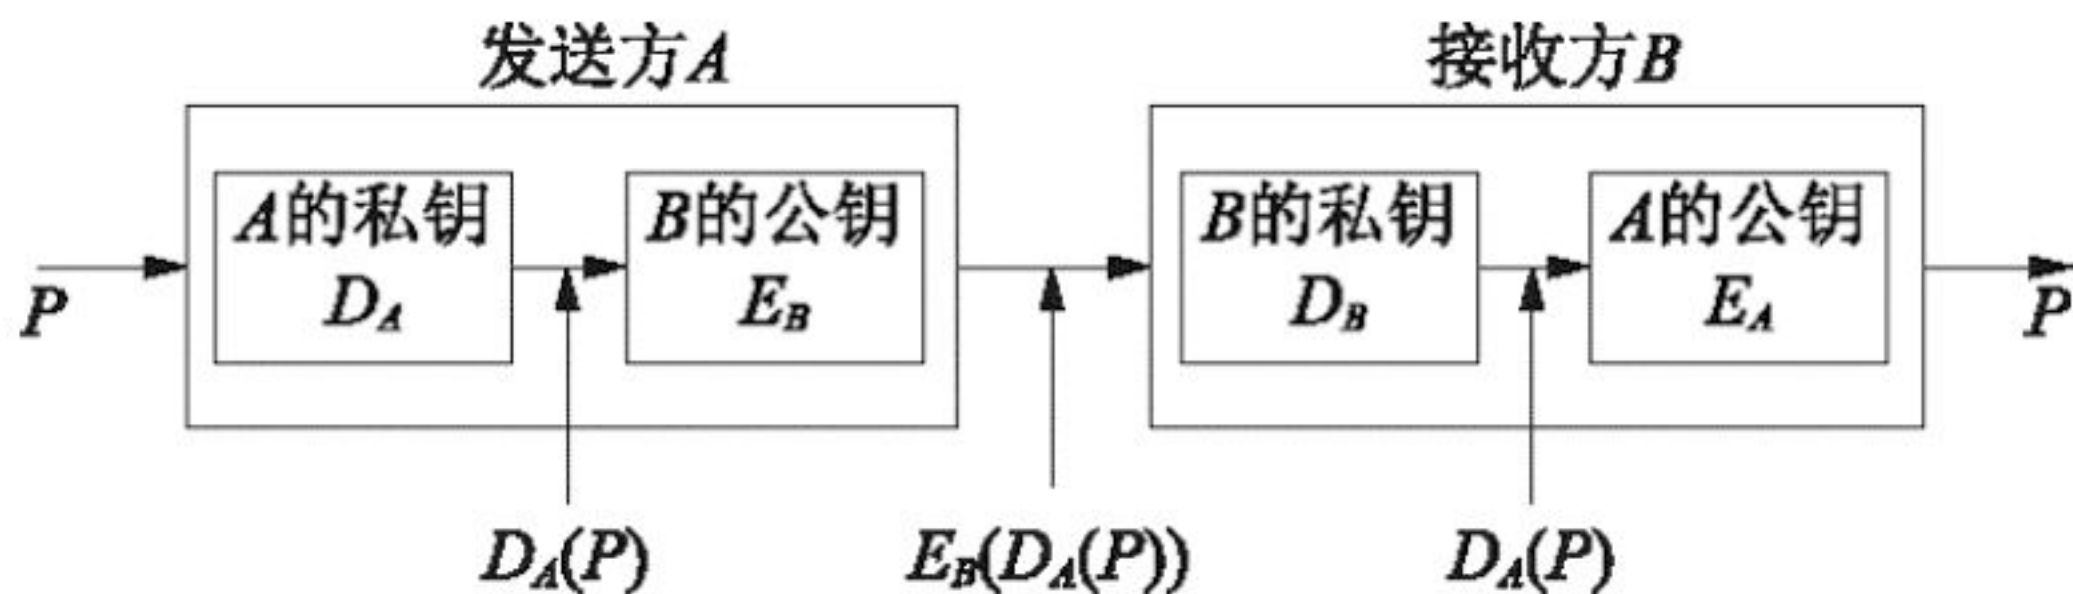 发送方A
接收方B
P
A的私钥
D_A
B的公钥
E_B
B的私钥
D_B
A的公钥
E_A
P
D_A(P)
E_B(D_A(P))
D_A(P)